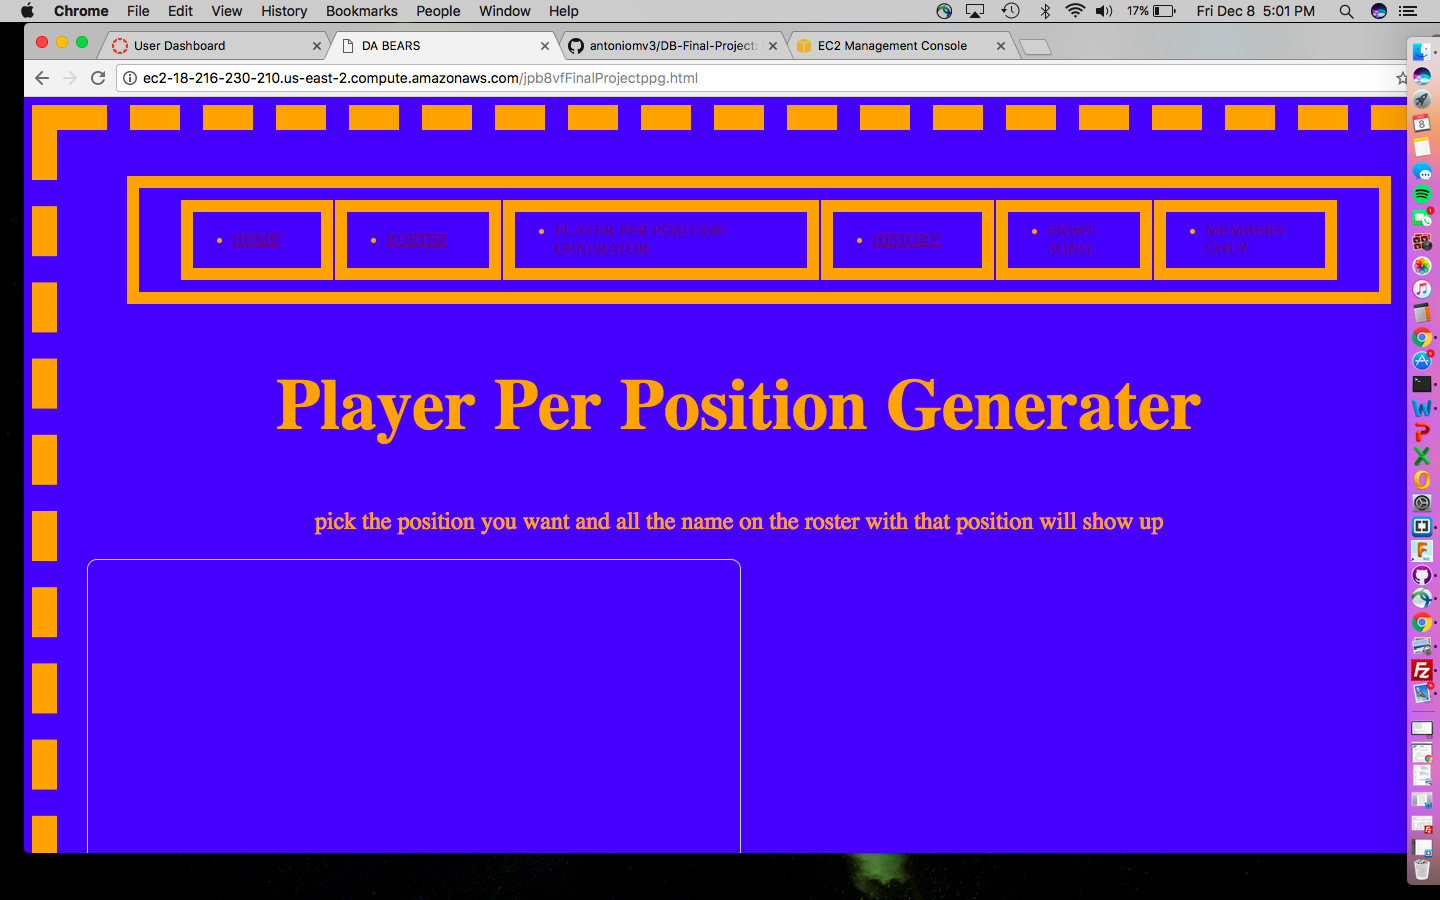 Chrome File Edit View History Bookmarks People Window Help 17% Fri Dec 8 5:01 PM
User Dashboard DA BEARS antoniomv3/DB-Final-Project: EC2 Management Console
ec2-18-216-230-210.us-east-2.compute.amazonaws.com/jpb8vfFinalProjectppg.html
HOME
ROSTER
PLAYER PER POSITION
GENERATOR
HISTORY
FIGHT
SONG
MEMBERS
ONLY
Player Per Position Generater
pick the position you want and all the name on the roster with that position will show up